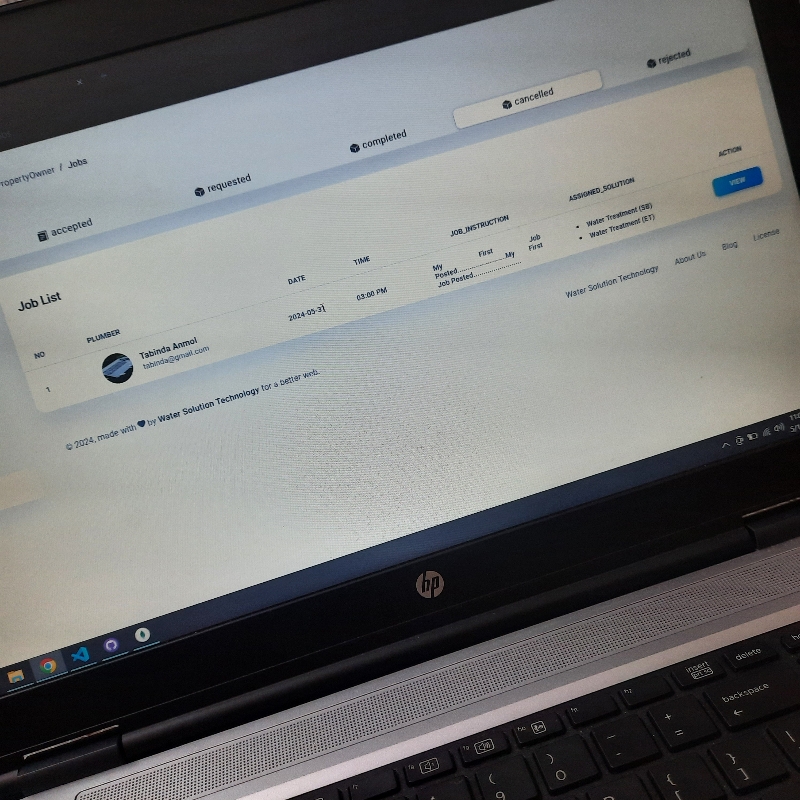 ropertyOwner / Jobs
accepted
requested
completed
cancelled
rejected
Job List
NO
PLUMBER
DATE
TIME
JOB_INSTRUCTION
ASSIGNED_SOLUTION
ACTION
1
Tabinda Anmol
tabinda@gmail.com
2024-05-31
03:00 PM
My First Job
Posted....................My First
Job Posted....................
• Water Treatment (SB)
• Water Treatment (ET)
VIEW
© 2024, made with by Water Solution Technology for a better web.
Water Solution Technology
About Us
Blog
License
hp
insert
delete
backspace